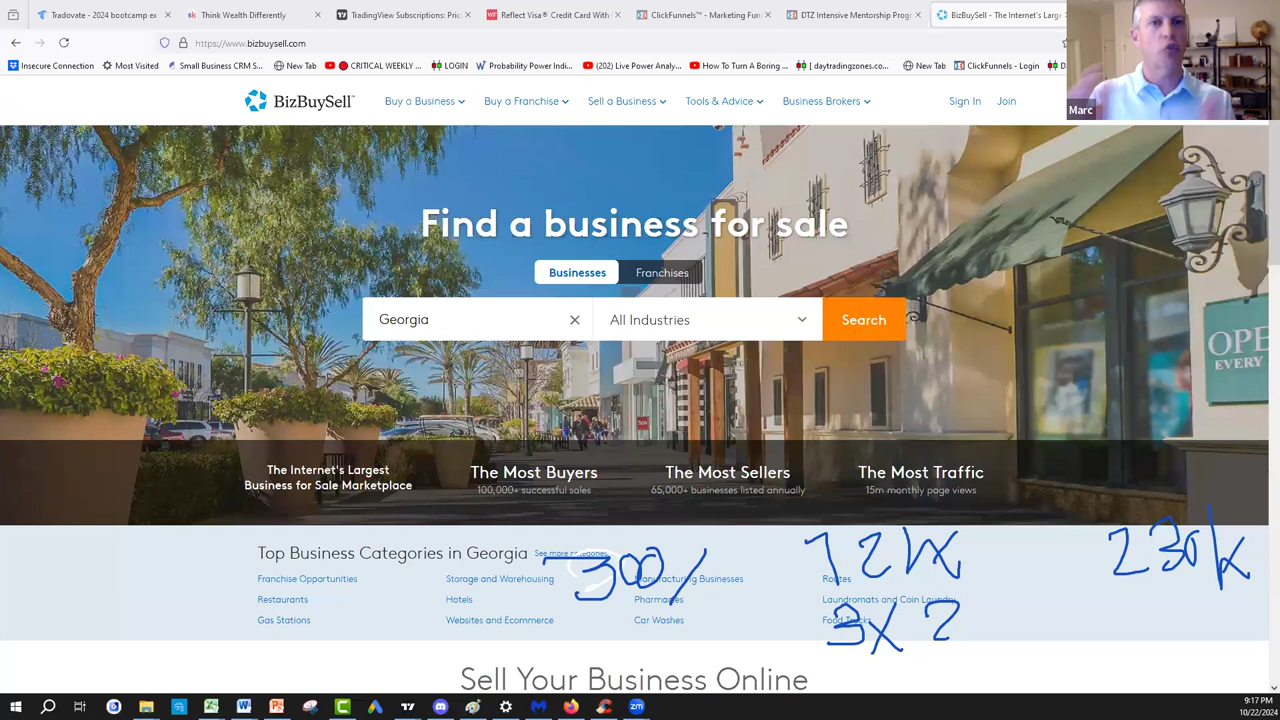 Tradovate - 2024 bootcamp ex
Think Wealth Differently
TradingView Subscriptions: Pric
Reflect Visa® Credit Card With
ClickFunnels™ - Marketing Fun
DTZ Intensive Mentorship Prog
BizBuySell - The Internet's Larg
https://www.bizbuysell.com
Insecure Connection
Most Visited
Small Business CRM S...
New Tab
CRITICAL WEEKLY ...
LOGIN
Probability Power Indi...
(202) Live Power Analy...
How To Turn A Boring ...
[ daytradingzones.co...
New Tab
ClickFunnels - Login
Marc
BizBuySell
Buy a Business
Buy a Franchise
Sell a Business
Tools & Advice
Business Brokers
Sign In
Join
Find a business for sale
Businesses
Franchises
Georgia
All Industries
Search
OPE
EVERY
The Internet's Largest
Business for Sale Marketplace
The Most Buyers
100,000+ successful sales
The Most Sellers
65,000+ businesses listed annually
The Most Traffic
15m monthly page views
Top Business Categories in Georgia
See more categories
Franchise Opportunities
Storage and Warehousing
Manufacturing Businesses
Routes
Restaurants
Hotels
Pharmacies
Laundromats and Coin Laundry
Gas Stations
Websites and Ecommerce
Car Washes
Food Trucks
300/
72k
230k
3X ?
Sell Your Business Online
9:17 PM
10/22/2024